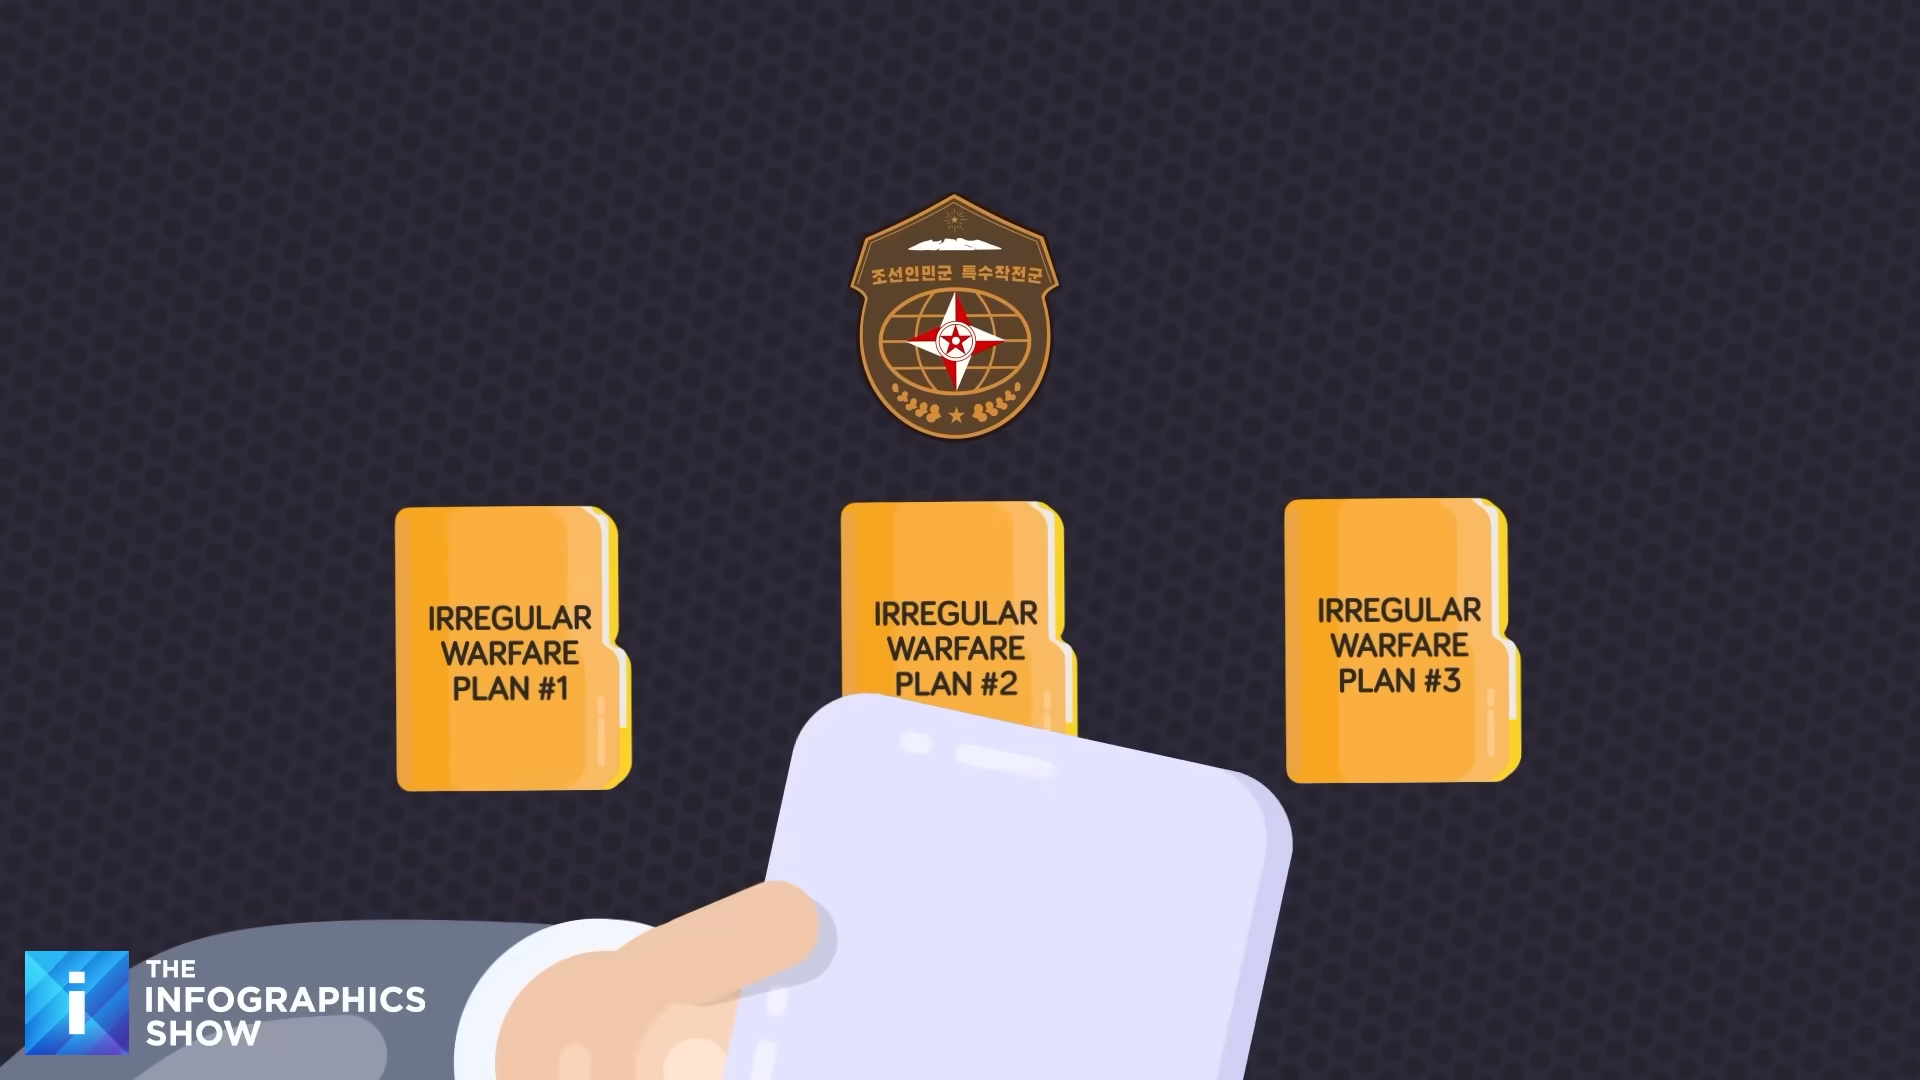 조선인민군 특수작전군
IRREGULAR
WARFARE
PLAN #1
IRREGULAR
WARFARE
PLAN #2
IRREGULAR
WARFARE
PLAN #3
i
THE
INFOGRAPHICS
SHOW